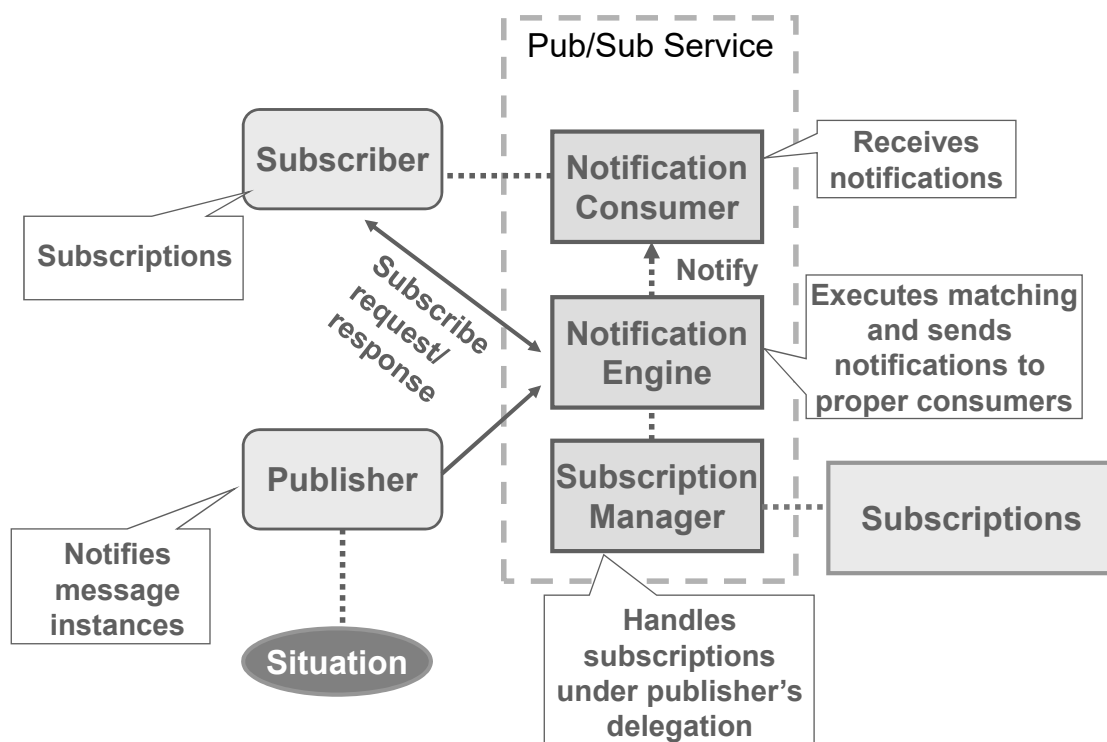 Pub/Sub Service
Subscriber
Notification
Consumer
Receives
notifications
Subscriptions
Subscribe
request/
response
Notify
Notification
Engine
Executes matching
and sends
notifications to
proper consumers
Publisher
Subscription
Manager
Subscriptions
Notifies
message
instances
Situation
Handles
subscriptions
under publisher’s
delegation